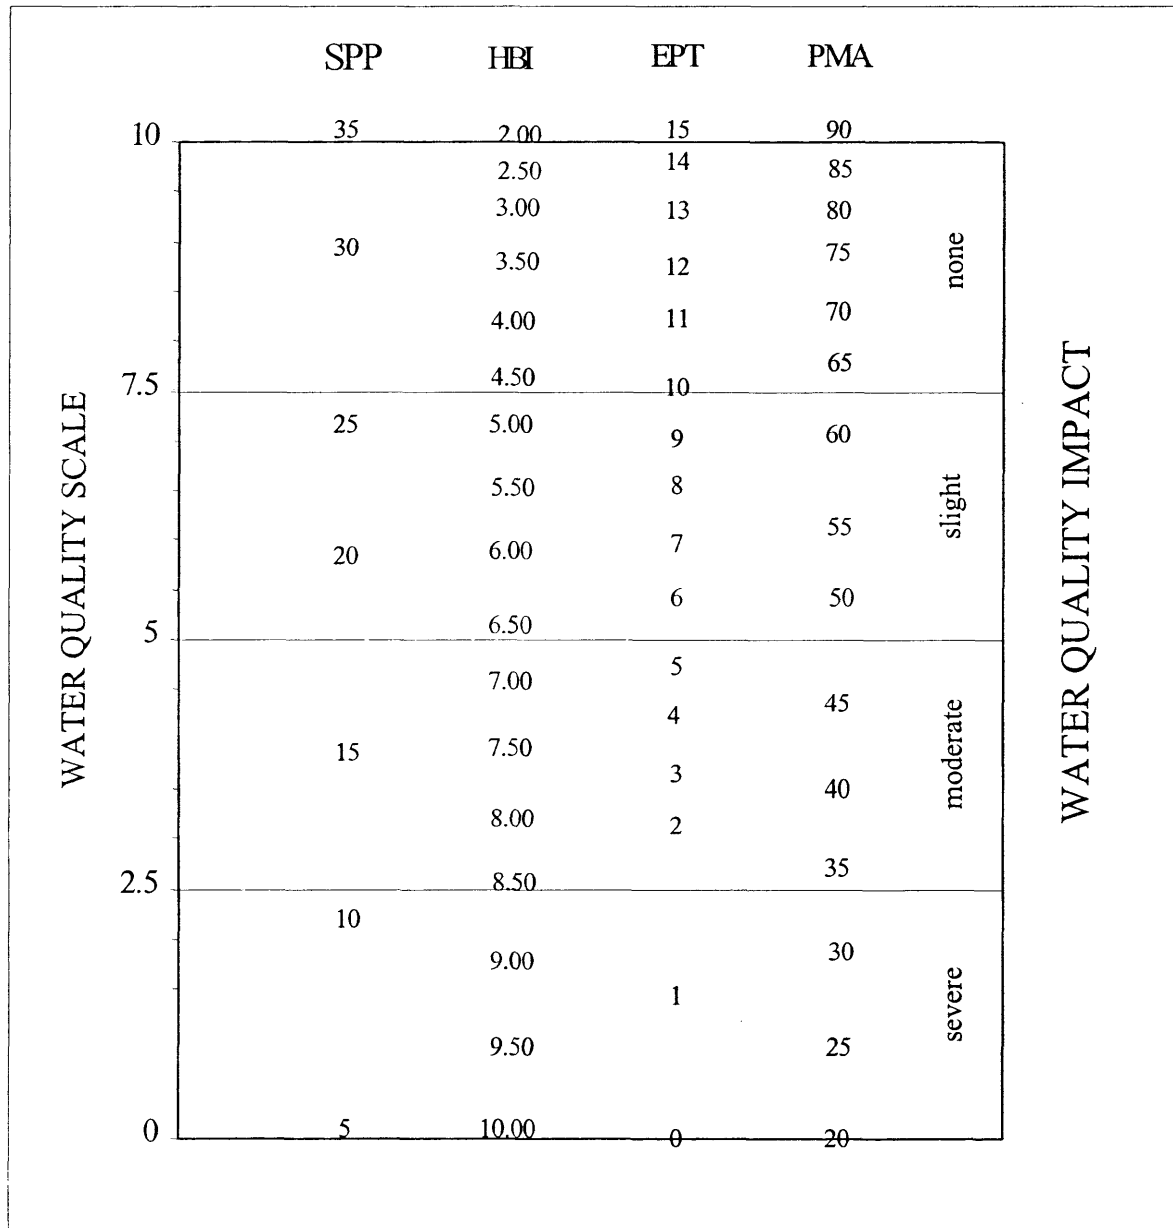 SPP HBI EPT PMA
10 35 2.00 15 90
2.50 14 85
3.00 13 80
30 3.50 12 75
none
4.00 11 70
4.50 65
7.5 10
25 5.00 9 60
5.50 8
slight
55
20 6.00 7
6 50
5 6.50
7.00 5
4 45
15 7.50
moderate
3 40
8.00 2
35
2.5 8.50
10
9.00 30
1
severe
9.50 25
0 5 10.00 0 20
WATER QUALITY SCALE
WATER QUALITY IMPACT